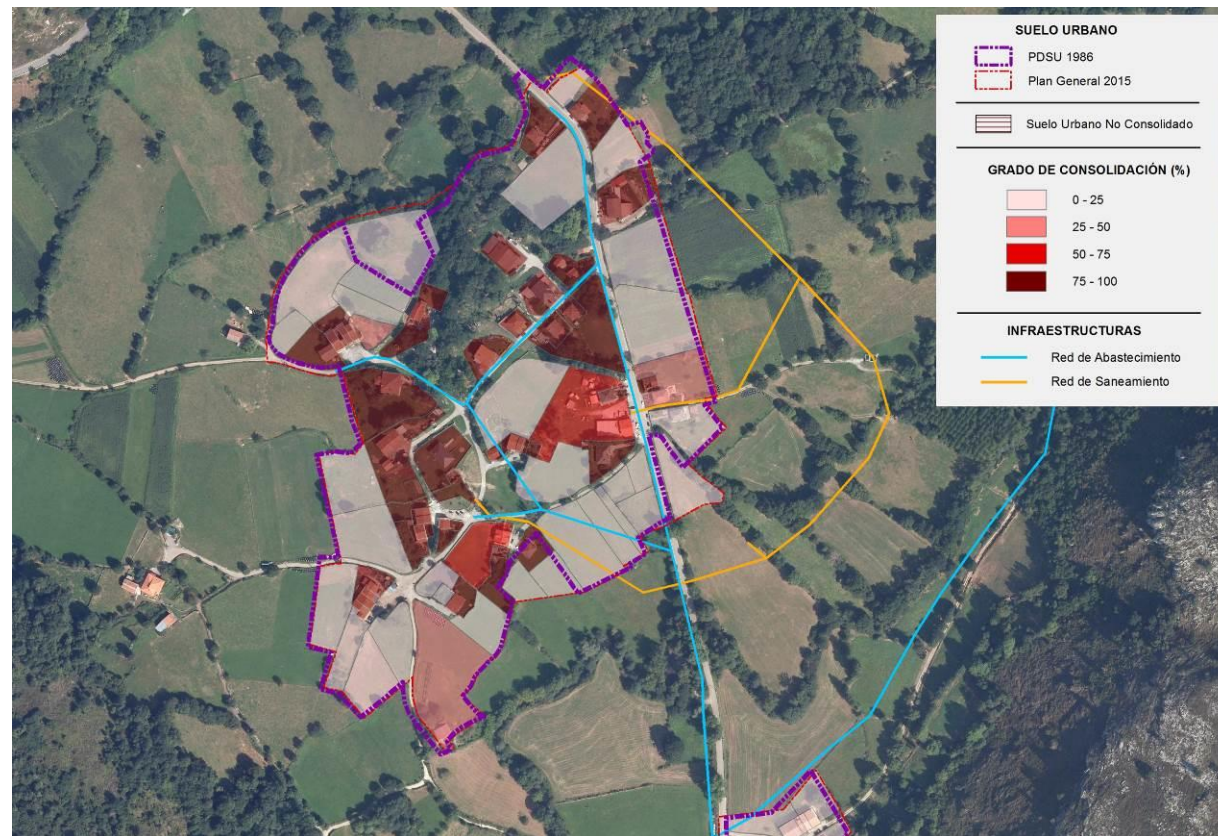 SUELO URBANO
PDSU 1986
Plan General 2015
Suelo Urbano No Consolidado
GRADO DE CONSOLIDACIÓN (%)
0 - 25
25 - 50
50 - 75
75 - 100
INFRAESTRUCTURAS
Red de Abastecimiento
Red de Saneamiento